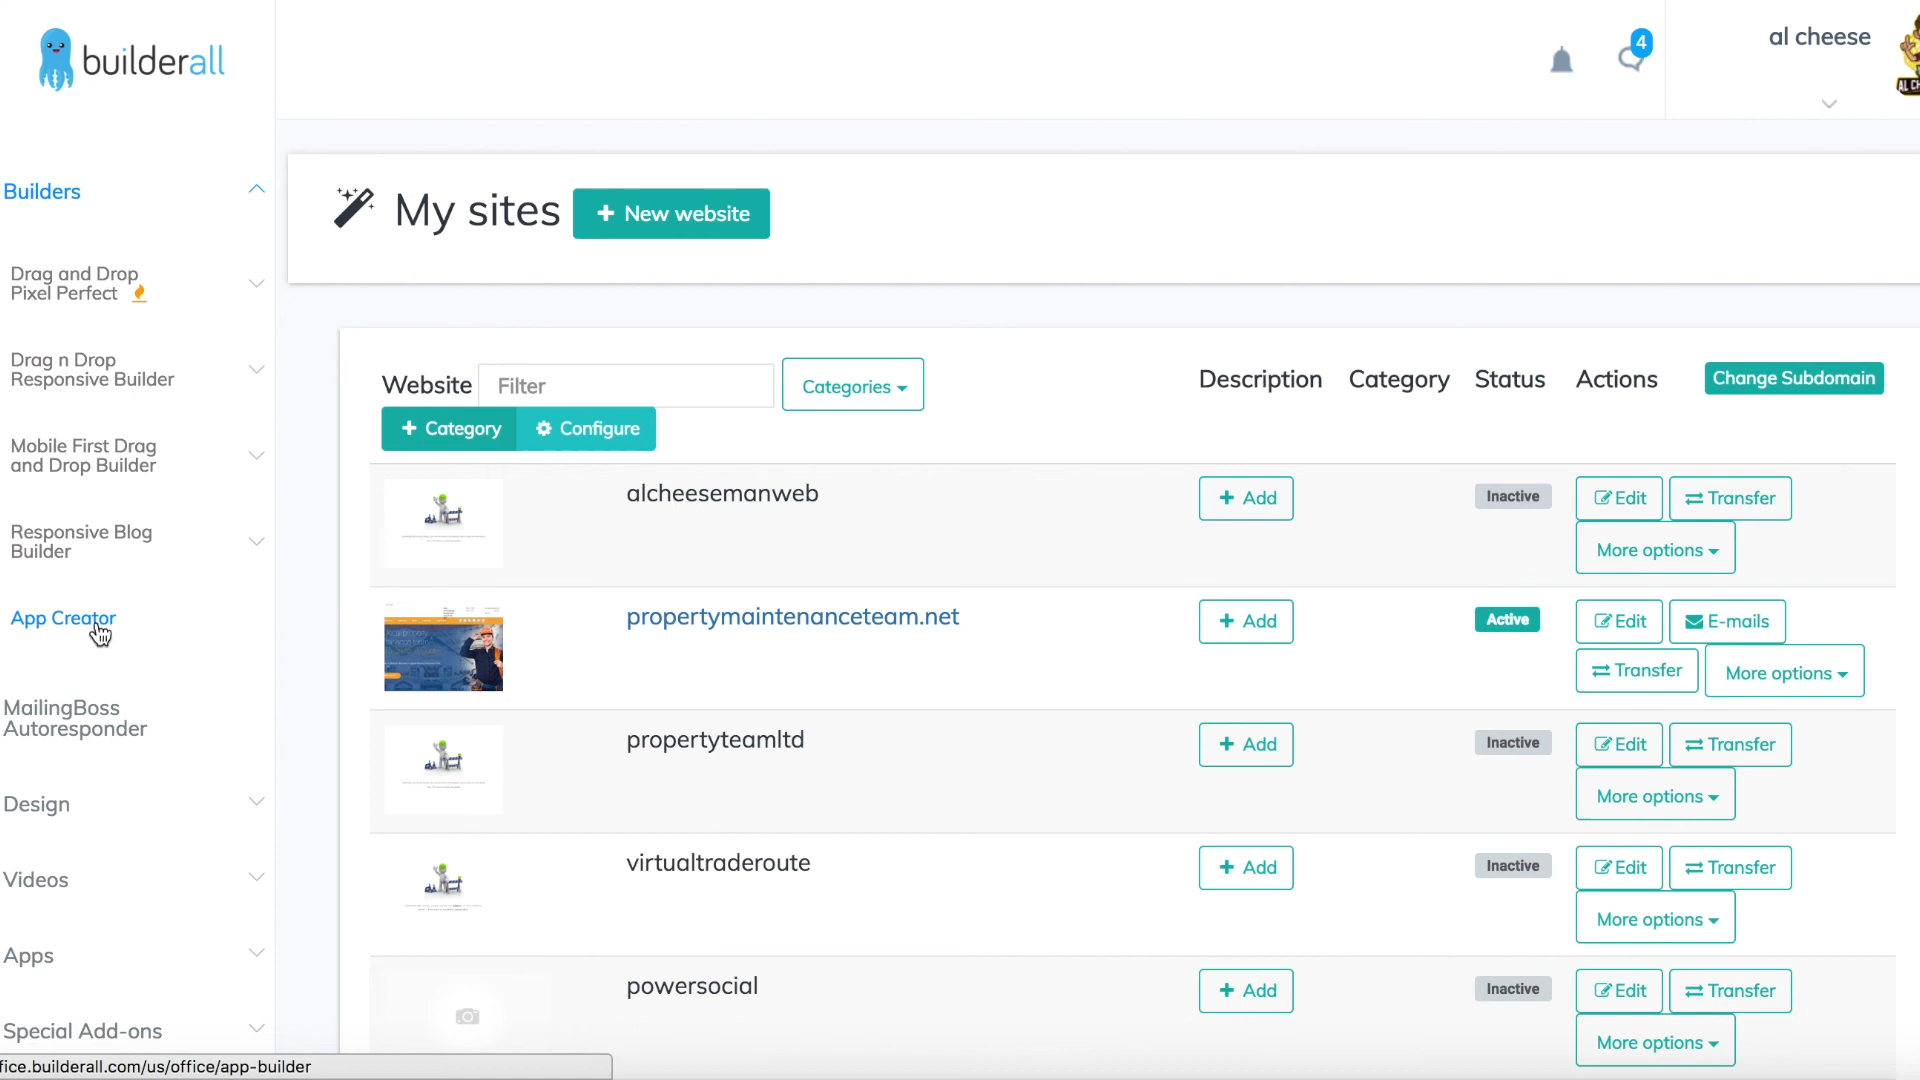 builderall
4
al cheese
AL CH
Builders
Drag and Drop
Pixel Perfect
Drag n Drop
Responsive Builder
Mobile First Drag
and Drop Builder
Responsive Blog
Builder
App Creator
MailingBoss
Autoresponder
Design
Videos
Apps
Special Add-ons
fice.builderall.com/us/office/app-builder
My sites
+ New website
Website
Filter
Categories
Description
Category
Status
Actions
Change Subdomain
+ Category
Configure
alcheesemanweb
+ Add
Inactive
Edit
Transfer
More options
propertymaintenanceteam.net
+ Add
Active
Edit
E-mails
Transfer
More options
propertyteamltd
+ Add
Inactive
Edit
Transfer
More options
virtualtraderoute
+ Add
Inactive
Edit
Transfer
More options
powersocial
+ Add
Inactive
Edit
Transfer
More options